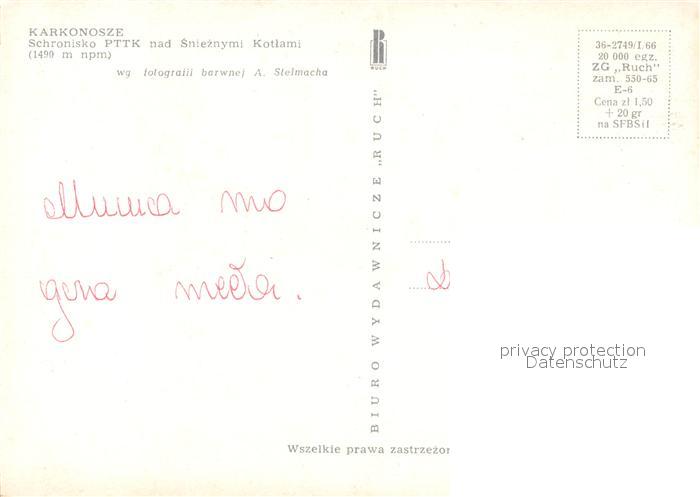 KARKONOSZE
Schronisko PTTK nad Śnieżnymi Kotłami
(1490 m npm)
wg fotografii barwnej A. Stelmacha
RUCH
36-2749/I/66
20 000 egz.
ZG „Ruch"
zam. 550-65
E-6
Cena zł 1,50
+ 20 gr
na SFBSiI
BIURO WYDAWNICZE „RUCH"
privacy protection
Datenschutz
Wszelkie prawa zastrzeżon